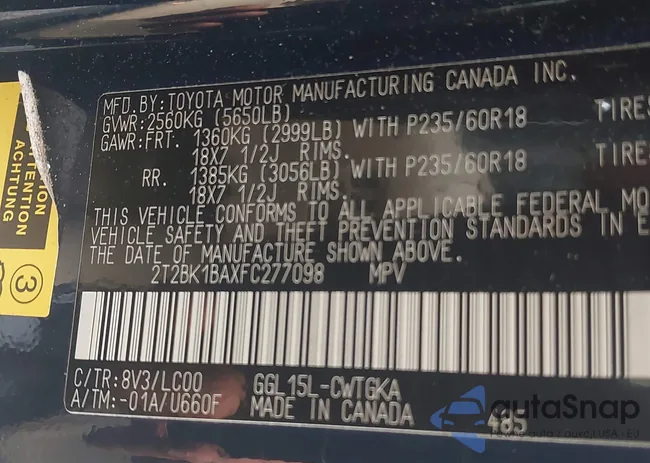 MFD. BY: TOYOTA MOTOR MANUFACTURING CANADA INC.
GVWR: 2560KG (5650LB)
GAWR: FRT. 1360KG (2999LB) WITH P235/60R18 TIRES
18X7 1/2J RIMS.
RR. 1385KG (3056LB) WITH P235/60R18 TIRES
18X7 1/2J RIMS.
THIS VEHICLE CONFORMS TO ALL APPLICABLE FEDERAL MO
VEHICLE SAFETY AND THEFT PREVENTION STANDARDS IN E
THE DATE OF MANUFACTURE SHOWN ABOVE.
2T2BK1BAXFC277098 MPV
C/TR: 8V3/LC00 GGL15L-CWTGKA
A/TM: -01A/U660F MADE IN CANADA 485
ION
ATTENTION
ACHTUNG
3
autoSnap